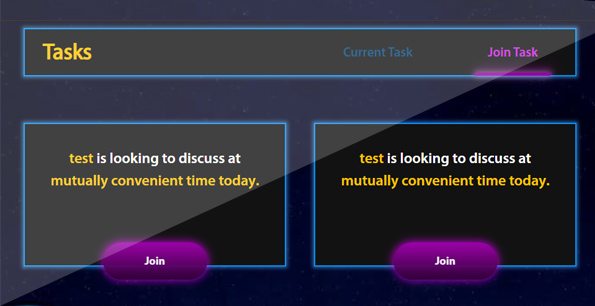 Tasks
Current Task
Join Task
test is looking to discuss at
mutually convenient time today.
Join
test is looking to discuss at
mutually convenient time today.
Join